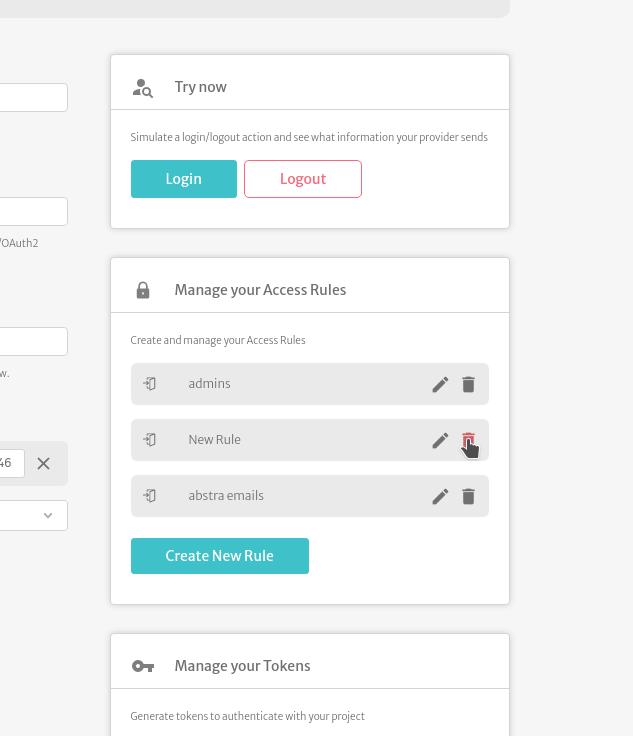 Try now
Simulate a login/logout action and see what information your provider sends
Login
Logout
/OAuth2
Manage your Access Rules
Create and manage your Access Rules
w.
admins
New Rule
46
abstra emails
Create New Rule
Manage your Tokens
Generate tokens to authenticate with your project